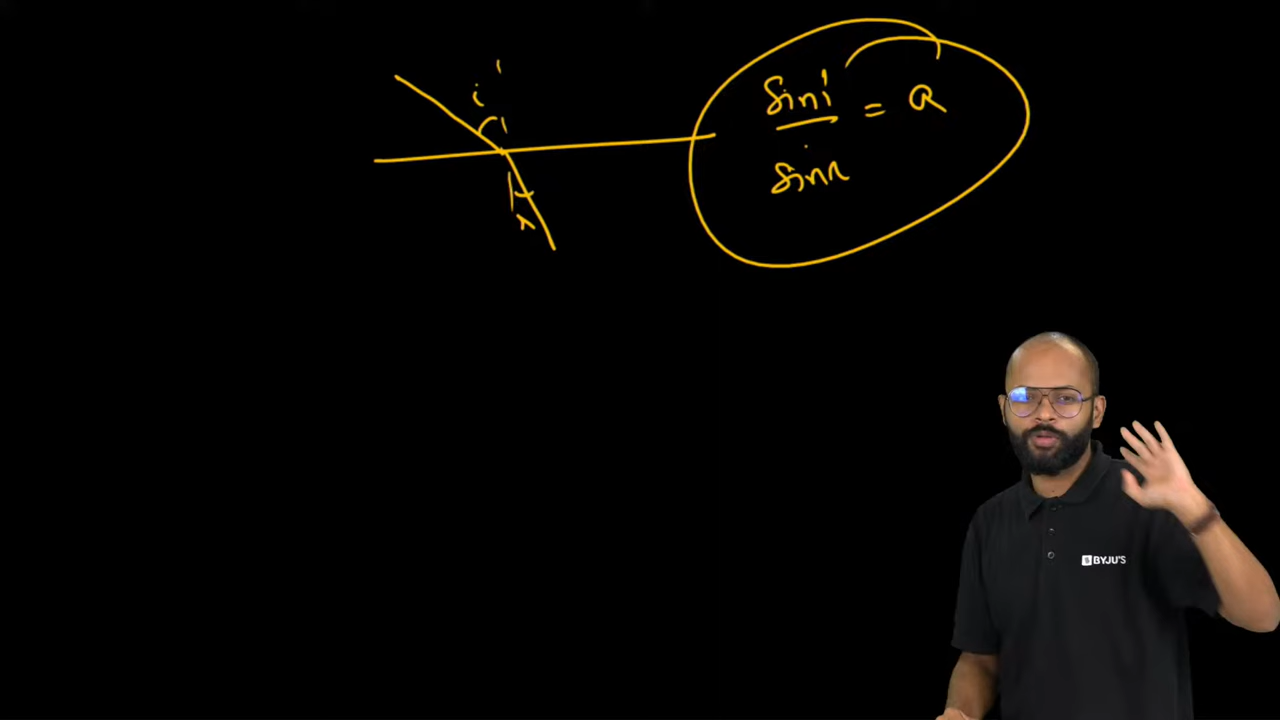 i
r
sin i
= a
sin r
BYJU'S